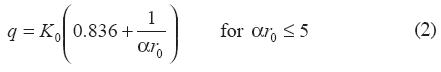 q = K₀(0.836 + 1/αr₀) for αr₀ ≤ 5 (2)